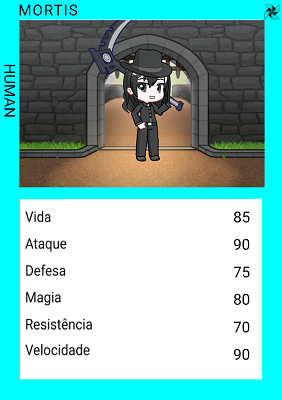 MORTIS
HUMAN
Vida 85
Ataque 90
Defesa 75
Magia 80
Resistência 70
Velocidade 90